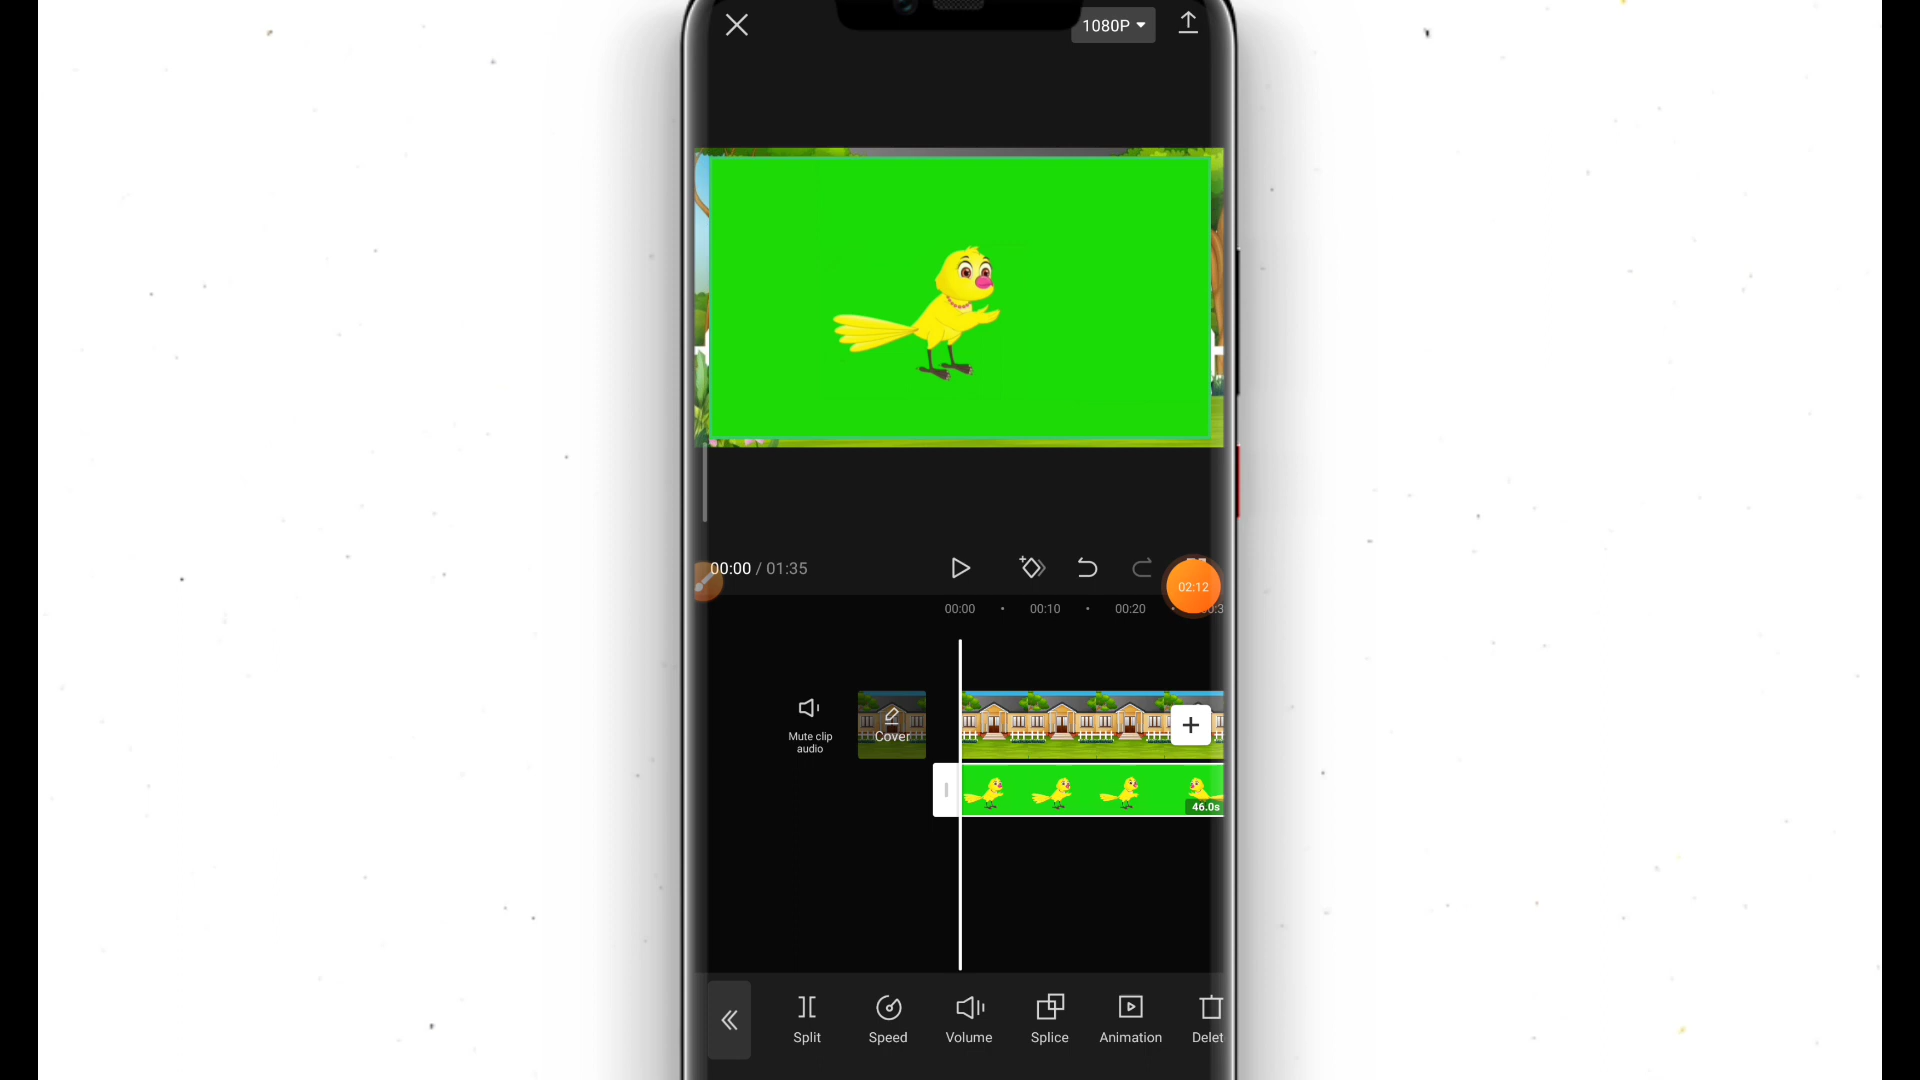 1080P
00:00 / 01:35
02:12
00:00 00:10 00:20
Mute clip
audio
Cover
46.0s
Split Speed Volume Splice Animation Delet